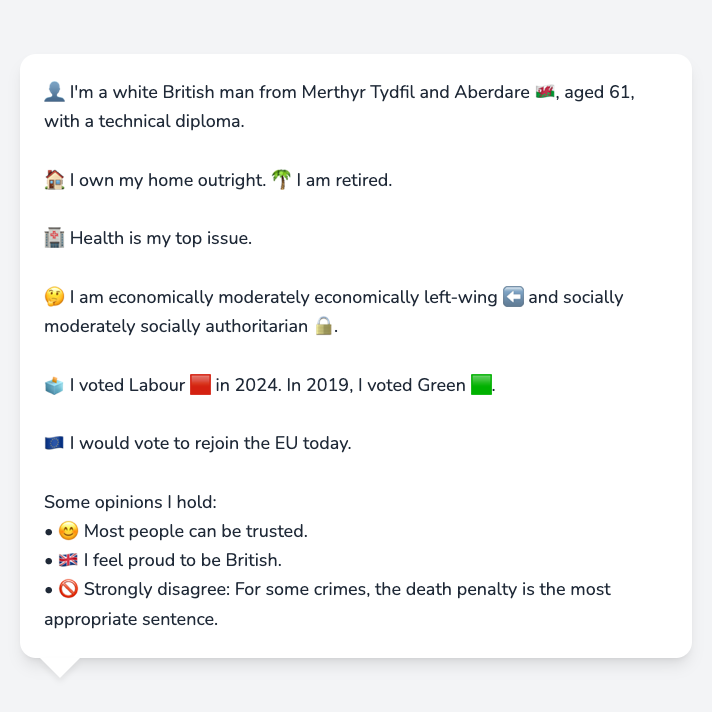 👤 I'm a white British man from Merthyr Tydfil and Aberdare 🏴󠁧󠁢󠁷󠁬󠁳󠁿, aged 61,
with a technical diploma.
🏠 I own my home outright. 🌴 I am retired.
🏥 Health is my top issue.
🤔 I am economically moderately economically left-wing ⬅️ and socially
moderately socially authoritarian 🔒.
🗳️ I voted Labour 🟥 in 2024. In 2019, I voted Green 🟩.
🇪🇺 I would vote to rejoin the EU today.
Some opinions I hold:
• 😊 Most people can be trusted.
• 🇬🇧 I feel proud to be British.
• 🚫 Strongly disagree: For some crimes, the death penalty is the most
appropriate sentence.